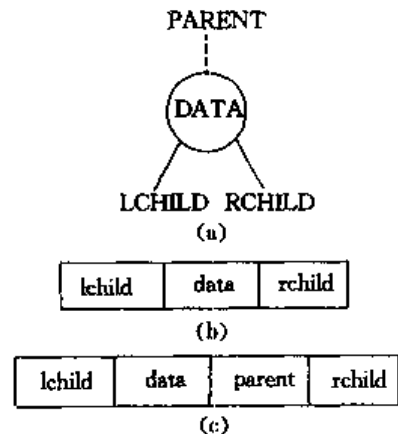 PARENT
DATA
LCHILD RCHILD
(a)
lchild data rchild
(b)
lchild data parent rchild
(c)